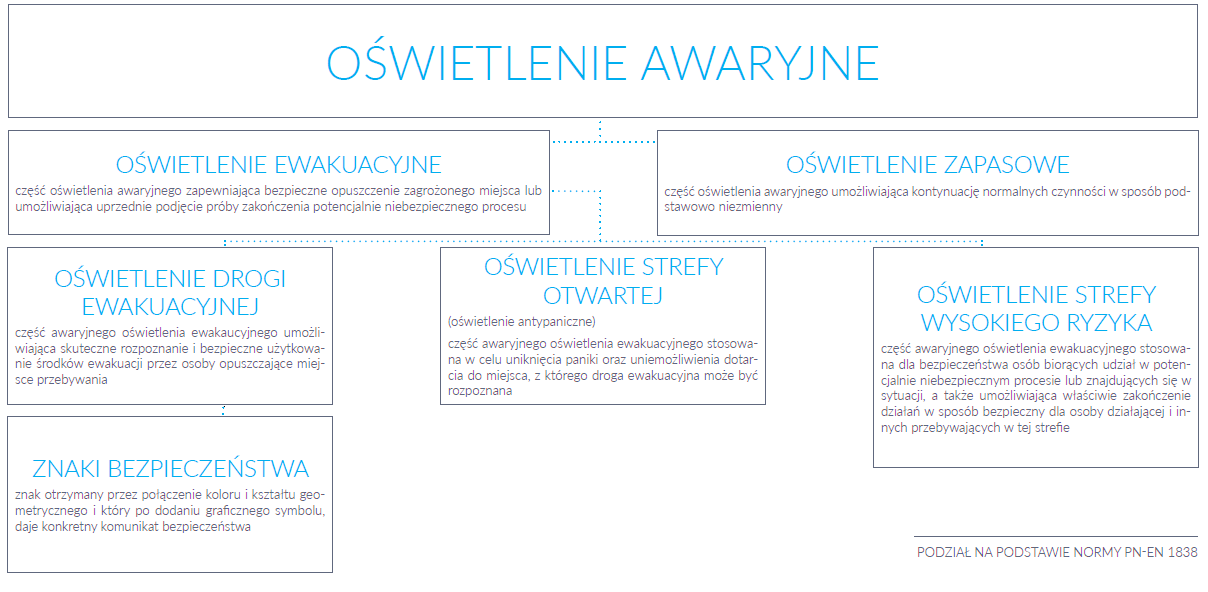 OŚWIETLENIE AWARYJNE
OŚWIETLENIE EWAKUACYJNE
część oświetlenia awaryjnego zapewniająca bezpieczne opuszczenie zagrożonego miejsca lub
umożliwiająca uprzednie podjęcie próby zakończenia potencjalnie niebezpiecznego procesu
OŚWIETLENIE ZAPASOWE
część oświetlenia awaryjnego umożliwiająca kontynuację normalnych czynności w sposób pod-
stawowo niezmienny
OŚWIETLENIE DROGI
EWAKUACYJNEJ
część awaryjnego oświetlenia ewakaucyjnego umożli-
wiająca skuteczne rozpoznanie i bezpieczne użytkowa-
nie środków ewakuacji przez osoby opuszczające miej-
sce przebywania
OŚWIETLENIE STREFY
OTWARTEJ
(oświetlenie antypaniczne)
część awaryjnego oświetlenia ewakuacyjnego stosowa-
na w celu uniknięcia paniki oraz uniemożliwienia dotar-
cia do miejsca, z którego droga ewakuacyjna może być
rozpoznana
OŚWIETLENIE STREFY
WYSOKIEGO RYZYKA
część awaryjnego oświetlenia ewakuacyjnego stosowa-
na dla bezpieczeństwa osób biorących udział w poten-
cjalnie niebezpiecznym procesie lub znajdujących się w
sytuacji, a także umożliwiająca właściwie zakończenie
działań w sposób bezpieczny dla osoby działającej i in-
nych przebywających w tej strefie
ZNAKI BEZPIECZEŃSTWA
znak otrzymany przez połączenie koloru i kształtu geo-
metrycznego i który po dodaniu graficznego symbolu,
daje konkretny komunikat bezpieczeństwa
PODZIAŁ NA PODSTAWIE NORMY PN-EN 1838